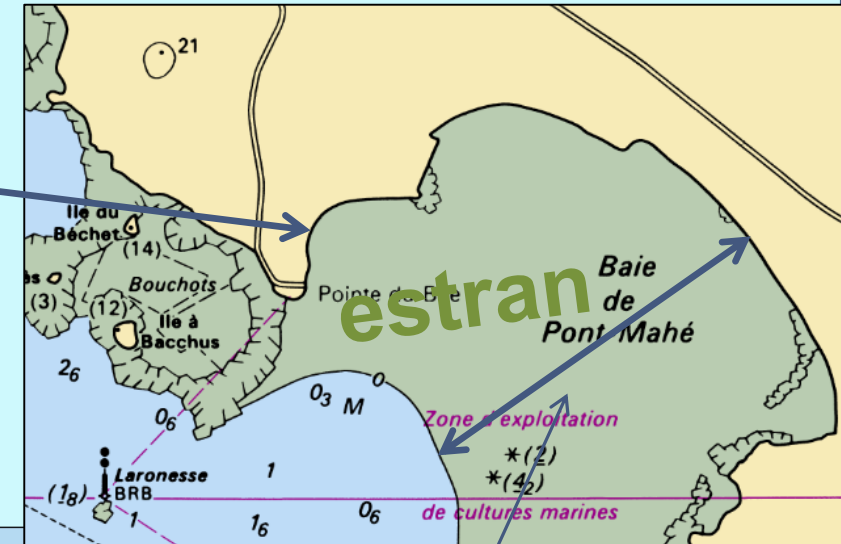 21
Ile du
Béchet
(14)
Bouchots
(3)
(12)
Ile à
Bacchus
Pointe du
estran
Baie
de
Pont-Mahé
2₆
0₃
M
0
0₆
Zone d'exploitation
(2)
(4₂)
Laronesse
BRB
(1₈)
1
de cultures marines
1
1₆
0₆